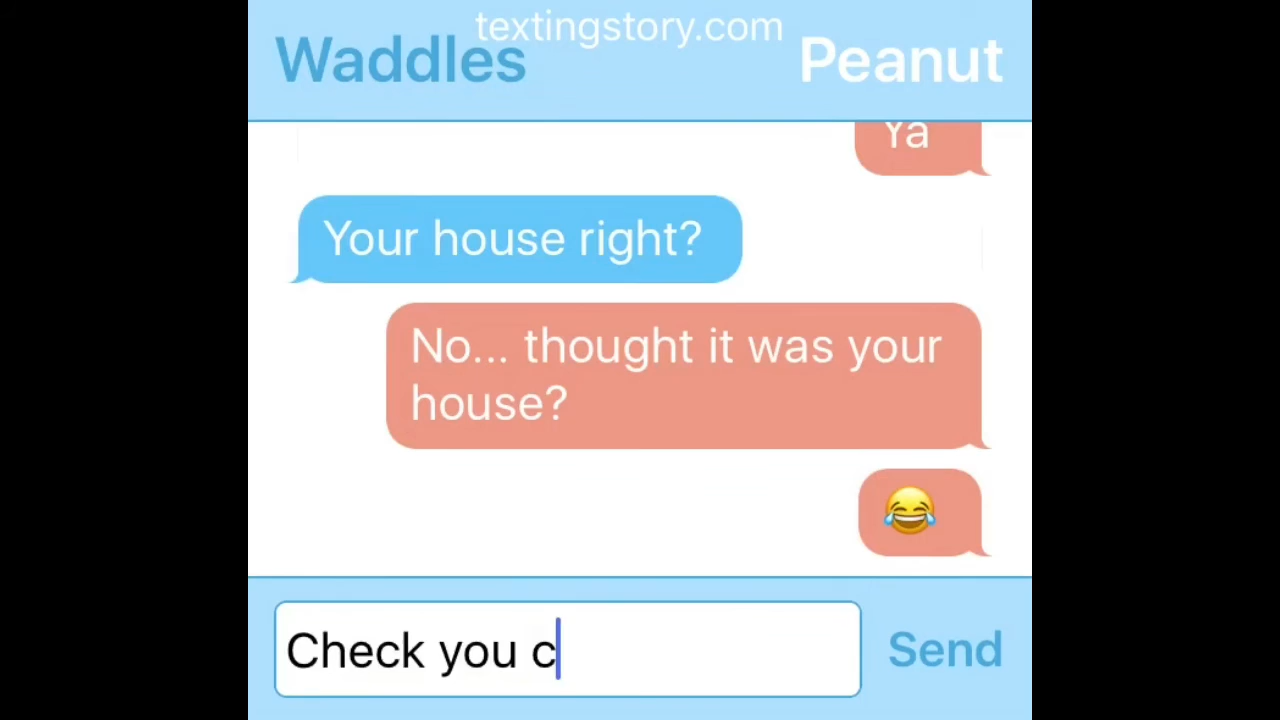 textingstory.com
Waddles Peanut
Ya
Your house right?
No... thought it was your
house?
😂
Check you c
Send